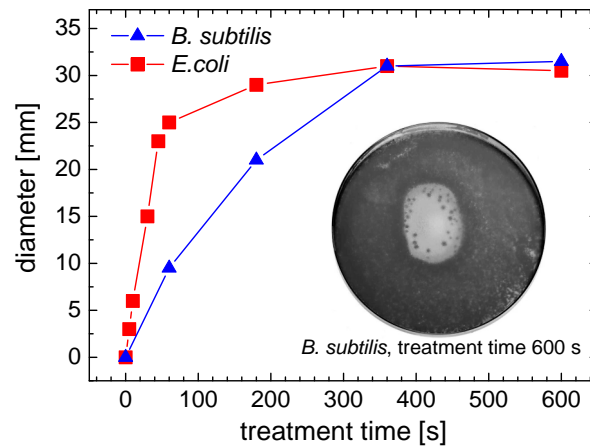 B. subtilis
E.coli
35
30
25
20
15
10
5
0
diameter [mm]
B. subtilis, treatment time 600 s
0 100 200 300 400 500 600
treatment time [s]